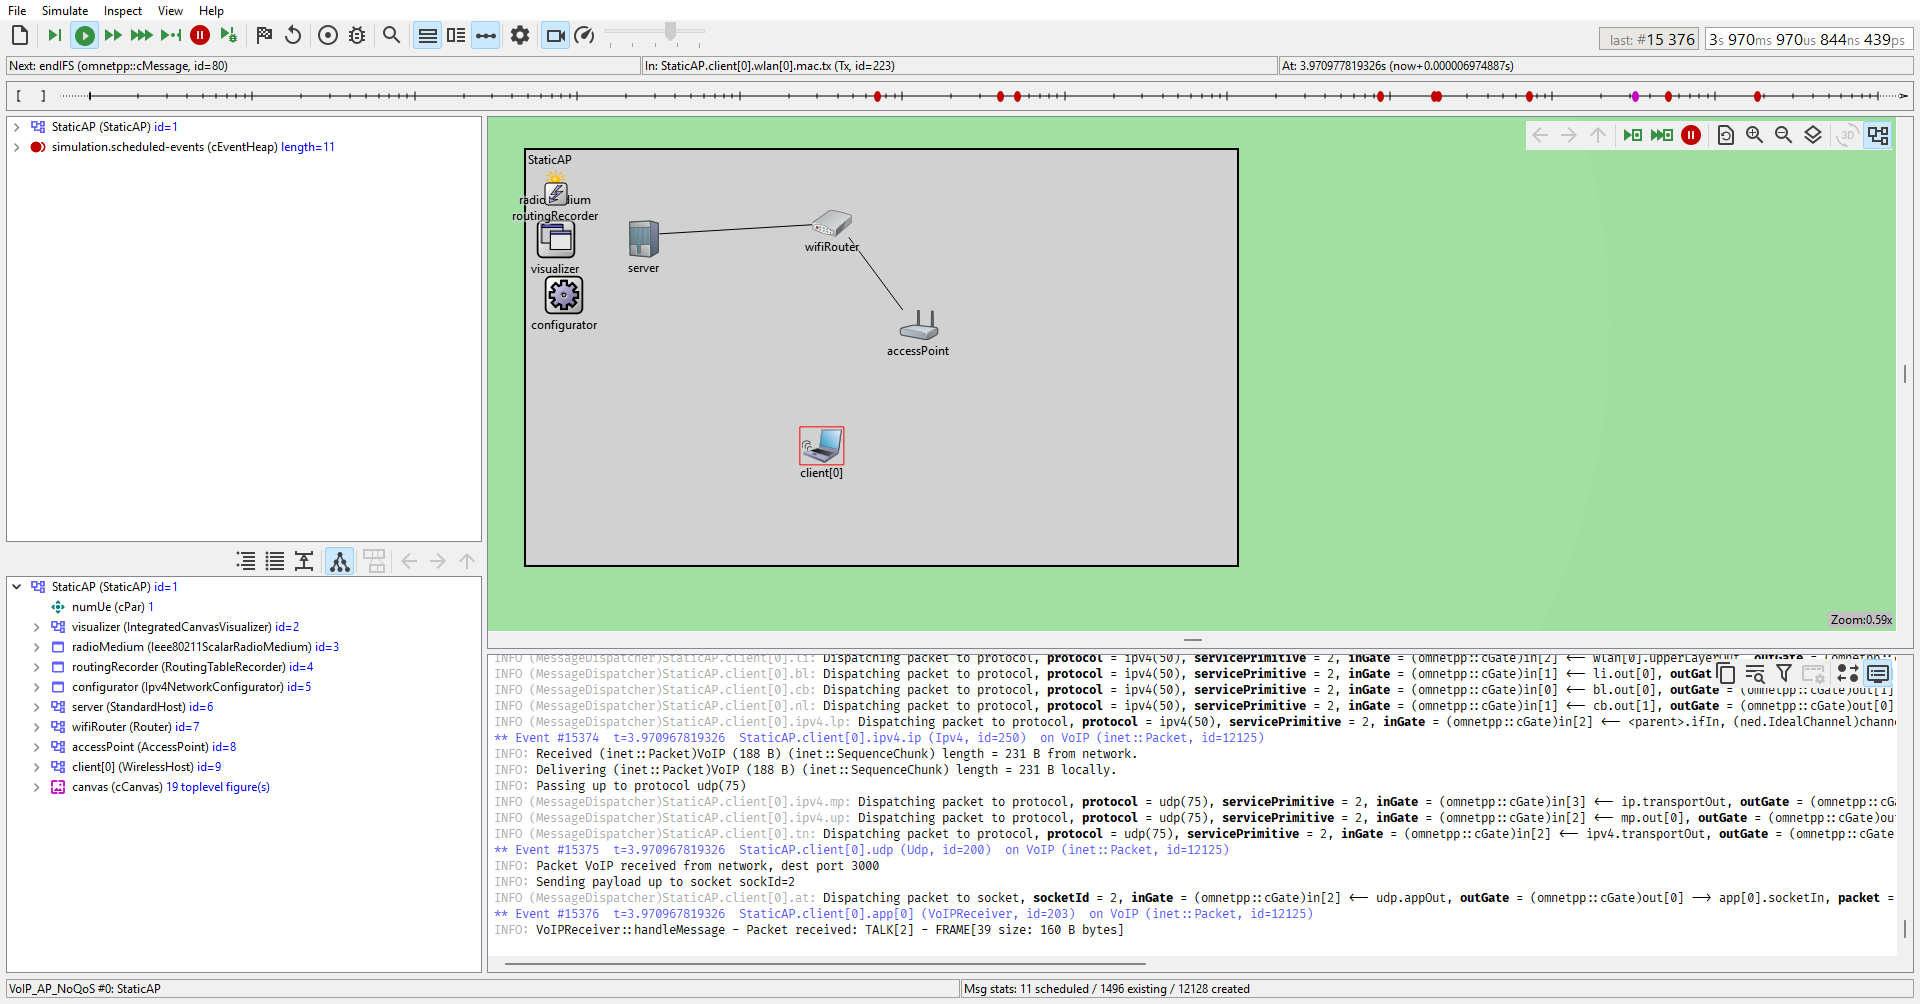 File Simulate Inspect View Help
last: #15 376 3s 970ms 970us 844ns 439ps
Next: endIFS (omnetpp::cMessage, id=80) In: StaticAP.client[0].wlan[0].mac.tx (Tx, id=223) At: 3.970977819326s (now+0.000006974887s)
[ ]
StaticAP (StaticAP) id=1
simulation.scheduled-events (cEventHeap) length=11
3D
StaticAP
routingRecorder
visualizer
configurator
server
wifiRouter
accessPoint
client[0]
Zoom:0.59x
StaticAP (StaticAP) id=1
numUe (cPar) 1
visualizer (IntegratedCanvasVisualizer) id=2
radioMedium (Ieee80211ScalarRadioMedium) id=3
routingRecorder (RoutingTableRecorder) id=4
configurator (Ipv4NetworkConfigurator) id=5
server (StandardHost) id=6
wifiRouter (Router) id=7
accessPoint (AccessPoint) id=8
client[0] (WirelessHost) id=9
canvas (cCanvas) 19 toplevel figure(s)
INFO (MessageDispatcher)StaticAP.client[0].li: Dispatching packet to protocol, protocol = ipv4(50), servicePrimitive = 2, inGate = (omnetpp::cGate)in[2] <-- wlan[0].upperLayerOut,
INFO (MessageDispatcher)StaticAP.client[0].bl: Dispatching packet to protocol, protocol = ipv4(50), servicePrimitive = 2, inGate = (omnetpp::cGate)in[1] <-- li.out[0], outGat
INFO (MessageDispatcher)StaticAP.client[0].cb: Dispatching packet to protocol, protocol = ipv4(50), servicePrimitive = 2, inGate = (omnetpp::cGate)in[0] <-- bl.out[0], outGate = (omnetpp::cGate)out[1]
INFO (MessageDispatcher)StaticAP.client[0].nl: Dispatching packet to protocol, protocol = ipv4(50), servicePrimitive = 2, inGate = (omnetpp::cGate)in[1] <-- cb.out[1], outGate = (omnetpp::cGate)out[0]
INFO (MessageDispatcher)StaticAP.client[0].ipv4.lp: Dispatching packet to protocol, protocol = ipv4(50), servicePrimitive = 2, inGate = (omnetpp::cGate)in[2] <-- <parent>.ifIn, (ned.IdealChannel)chann
** Event #15374 t=3.970967819326 StaticAP.client[0].ipv4.ip (Ipv4, id=250) on VoIP (inet::Packet, id=12125)
INFO: Received (inet::Packet)VoIP (188 B) (inet::SequenceChunk) length = 231 B from network.
INFO: Delivering (inet::Packet)VoIP (188 B) (inet::SequenceChunk) length = 231 B locally.
INFO: Passing up to protocol udp(75)
INFO (MessageDispatcher)StaticAP.client[0].ipv4.mp: Dispatching packet to protocol, protocol = udp(75), servicePrimitive = 2, inGate = (omnetpp::cGate)in[3] <-- ip.transportOut, outGate = (omnetpp::cGa
INFO (MessageDispatcher)StaticAP.client[0].ipv4.up: Dispatching packet to protocol, protocol = udp(75), servicePrimitive = 2, inGate = (omnetpp::cGate)in[2] <-- mp.out[0], outGate = (omnetpp::cGate)ou
INFO (MessageDispatcher)StaticAP.client[0].tn: Dispatching packet to protocol, protocol = udp(75), servicePrimitive = 2, inGate = (omnetpp::cGate)in[2] <-- ipv4.transportOut, outGate = (omnetpp::cGate
** Event #15375 t=3.970967819326 StaticAP.client[0].udp (Udp, id=200) on VoIP (inet::Packet, id=12125)
INFO: Packet VoIP received from network, dest port 3000
INFO: Sending payload up to socket sockId=2
INFO (MessageDispatcher)StaticAP.client[0].at: Dispatching packet to socket, socketId = 2, inGate = (omnetpp::cGate)in[2] <-- udp.appOut, outGate = (omnetpp::cGate)out[0] --> app[0].socketIn, packet =
** Event #15376 t=3.970967819326 StaticAP.client[0].app[0] (VoIPReceiver, id=203) on VoIP (inet::Packet, id=12125)
INFO: VoIPReceiver::handleMessage - Packet received: TALK[2] - FRAME[39 size: 160 B bytes]
VoIP_AP_NoQoS #0: StaticAP Msg stats: 11 scheduled / 1496 existing / 12128 created